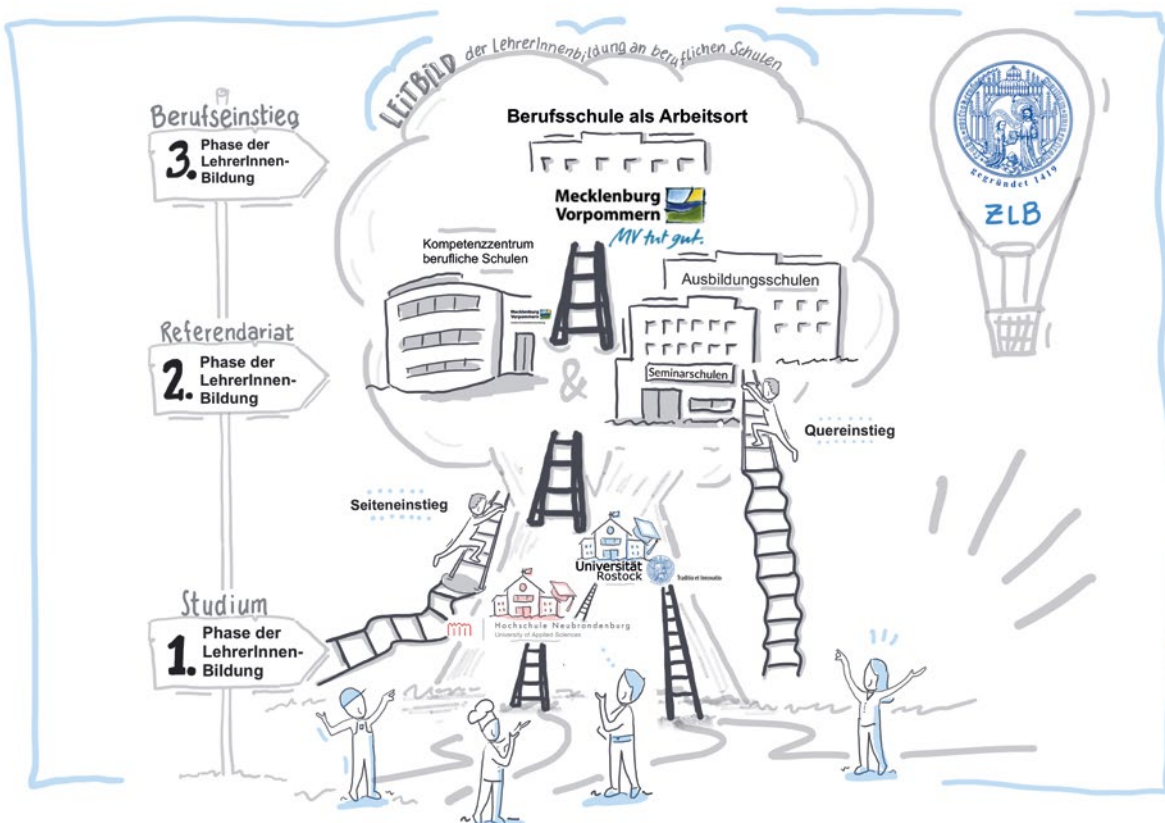 LEITBILD der LehrerInnenbildung an beruflichen Schulen
Berufseinstieg
3. Phase der
LehrerInnen-
Bildung
Berufsschule als Arbeitsort
Mecklenburg
Vorpommern
MV tut gut.
Kompetenzzentrum
berufliche Schulen
Mecklenburg
Vorpommern
Ausbildungsschulen
Seminarschulen
&
gegründet 1419
ZLB
Referendariat
2. Phase der
LehrerInnen-
Bildung
Quereinstieg
Seiteneinstieg
Universität
Rostock
Traditio et Innovatio
Hochschule Neubrandenburg
University of Applied Sciences
Studium
1. Phase der
LehrerInnen-
Bildung